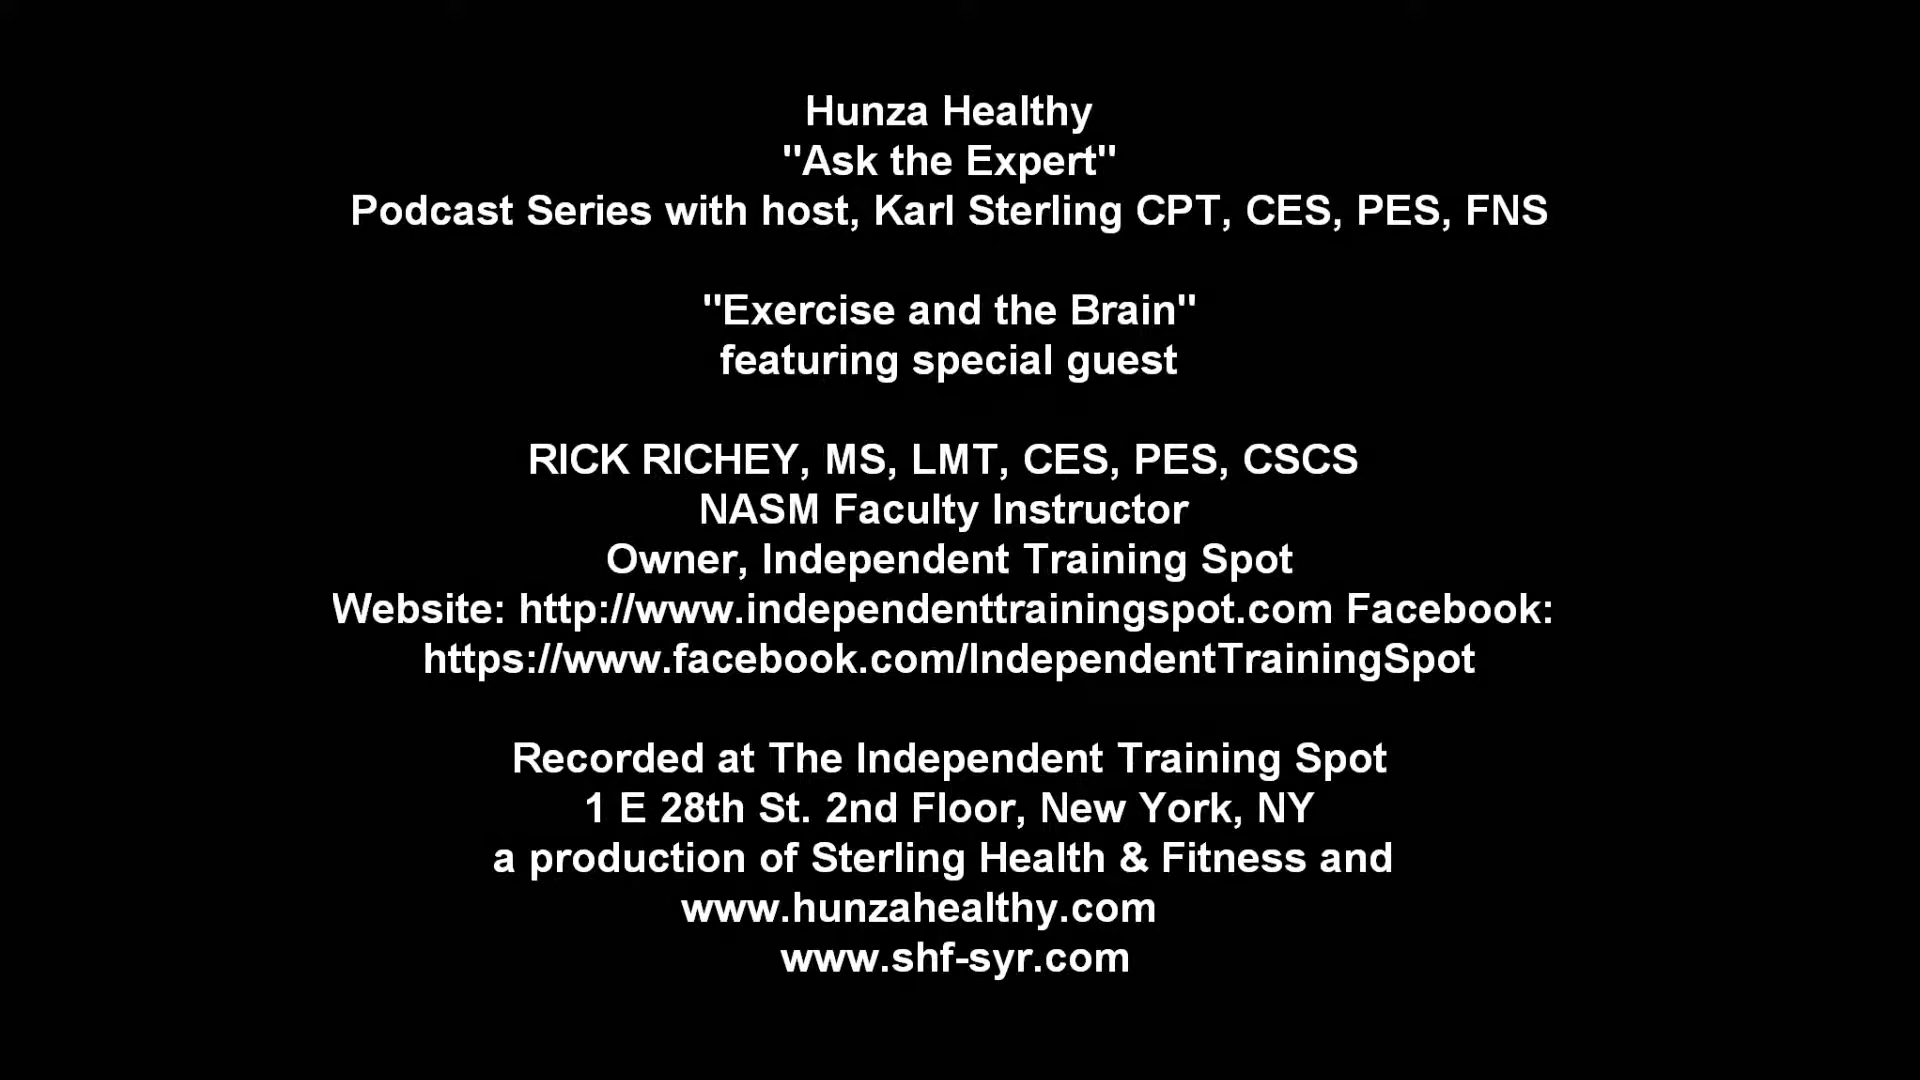 Hunza Healthy
"Ask the Expert"
Podcast Series with host, Karl Sterling CPT, CES, PES, FNS
"Exercise and the Brain"
featuring special guest
RICK RICHEY, MS, LMT, CES, PES, CSCS
NASM Faculty Instructor
Owner, Independent Training Spot
Website: http://www.independenttrainingspot.com Facebook:
https://www.facebook.com/IndependentTrainingSpot
Recorded at The Independent Training Spot
1 E 28th St. 2nd Floor, New York, NY
a production of Sterling Health & Fitness and
www.hunzahealthy.com
www.shf-syr.com